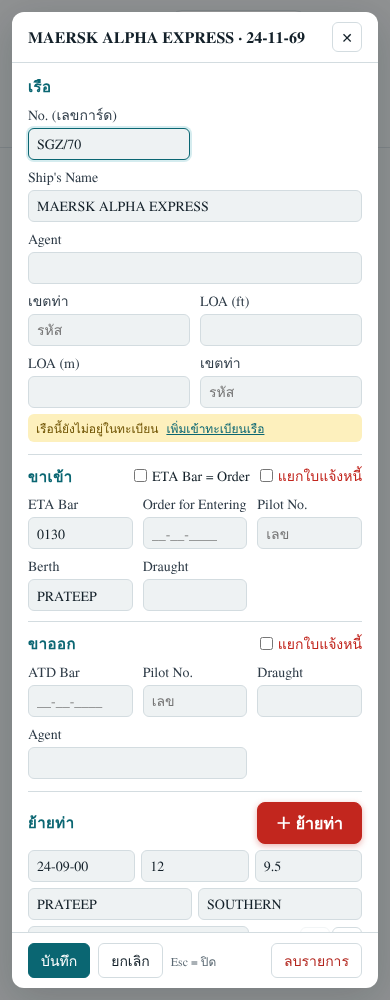 MAERSK ALPHA EXPRESS · 24-11-69 ✕
เรือ
No. (เลขการ์ด)
SGZ/70
Ship's Name
MAERSK ALPHA EXPRESS
Agent
เขตท่า LOA (ft)
รหัส
LOA (m) เขตท่า
รหัส
เรือนี้ยังไม่อยู่ในทะเบียน เพิ่มเข้าทะเบียนเรือ
ขาเข้า ETA Bar = Order แยกใบแจ้งหนี้
ETA Bar Order for Entering Pilot No.
0130 __-__-____ เลข
Berth Draught
PRATEEP
ขาออก แยกใบแจ้งหนี้
ATD Bar Pilot No. Draught
__-__-____ เลข
Agent
ย้ายท่า + ย้ายท่า
24-09-00 12 9.5
PRATEEP SOUTHERN
บันทึก ยกเลิก Esc = ปิด ลบรายการ